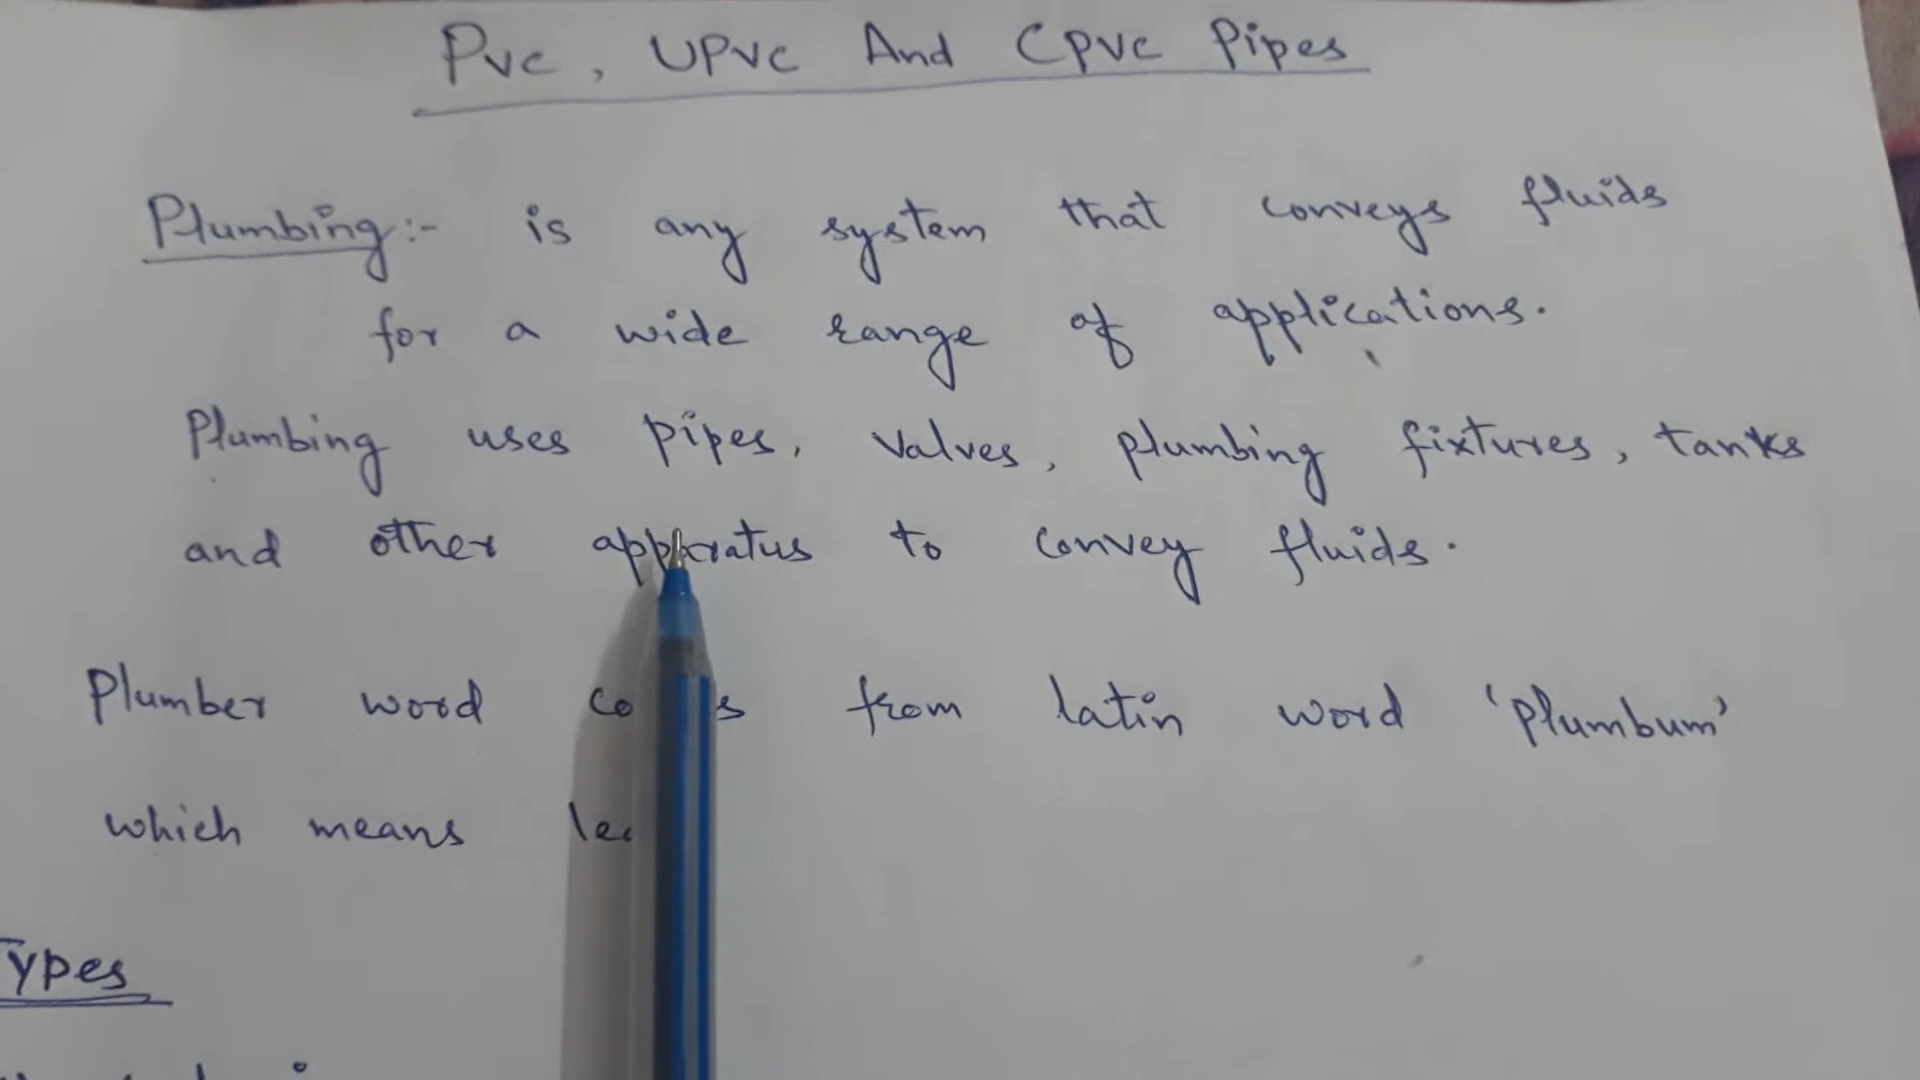 Pvc, UPVC And CPVC Pipes
Plumbing:- is any system that conveys fluids
for a wide range of applications.
Plumbing uses pipes, Valves, plumbing fixtures, tanks
and other apparatus to convey fluids.
Plumber word from latin word 'plumbum'
which means
Types